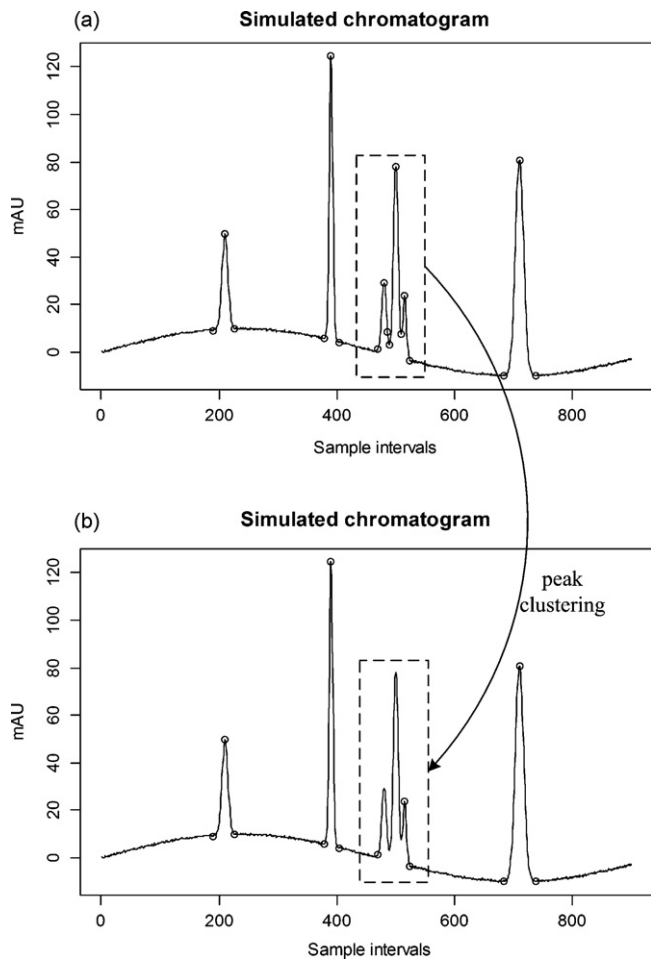 (a) Simulated chromatogram
mAU
120
100
80
60
40
20
0
0 200 400 600 800
Sample intervals
(b) Simulated chromatogram
mAU
120
100
80
60
40
20
0
peak
clustering
0 200 400 600 800
Sample intervals